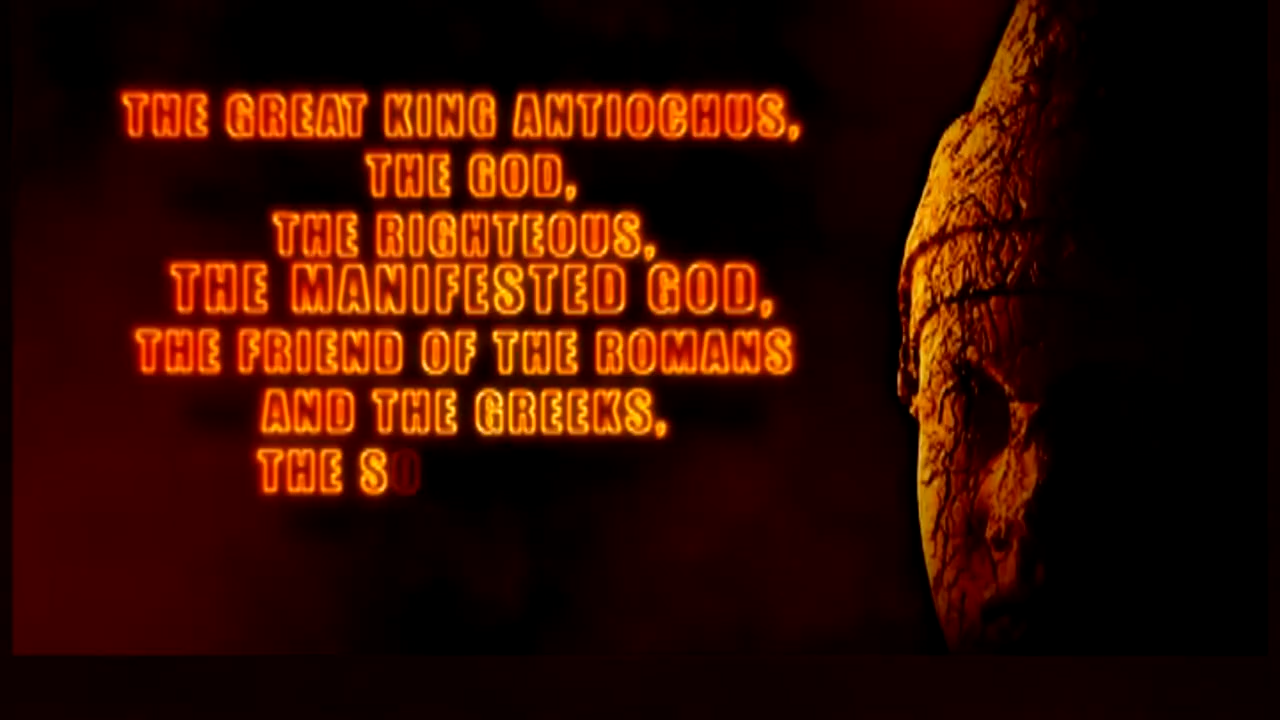 THE GREAT KING ANTIOCHUS,
THE GOD,
THE RIGHTEOUS,
THE MANIFESTED GOD,
THE FRIEND OF THE ROMANS
AND THE GREEKS,
THE SO